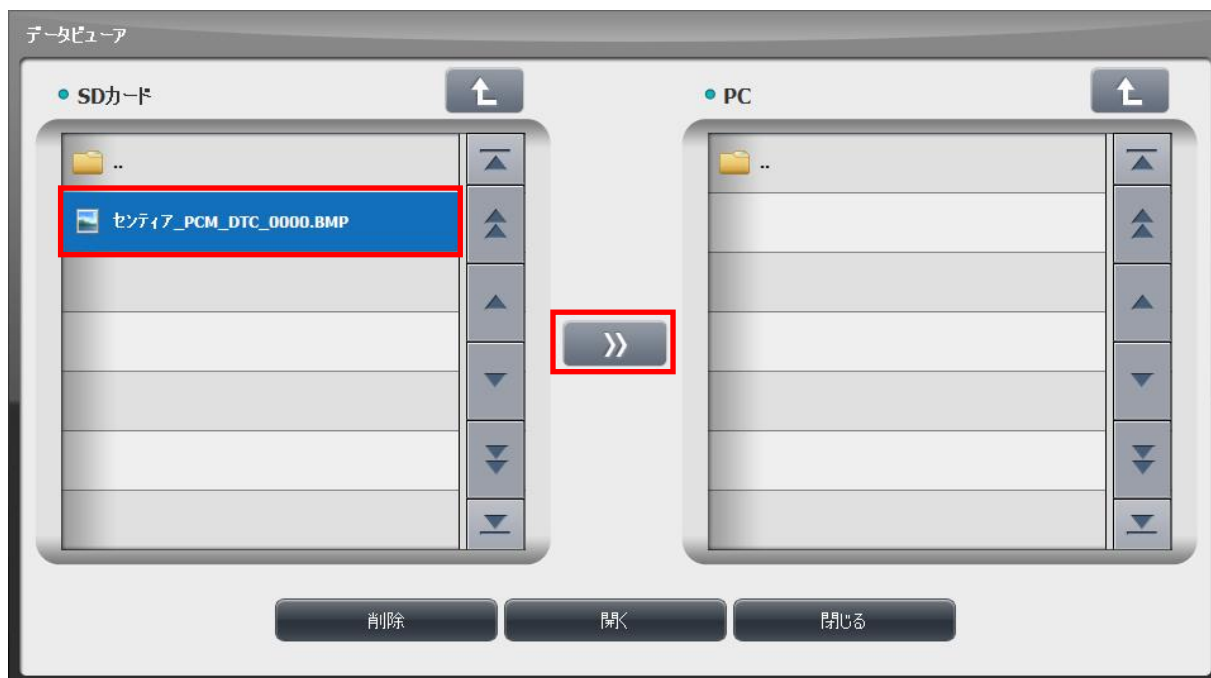 データビューア
SDカード
PC
..
..
センティア_PCM_DTC_0000.BMP
削除
開く
閉じる